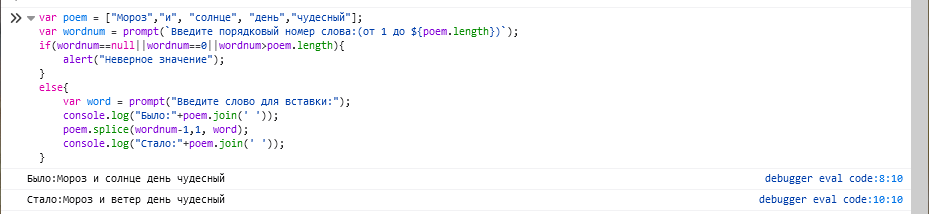 var poem = ["Мороз","и", "солнце", "день","чудесный"];
var wordnum = prompt(`Введите порядковый номер слова:(от 1 до ${poem.length})`);
if(wordnum==null||wordnum==0||wordnum>poem.length){
alert("Неверное значение");
}
else{
var word = prompt("Введите слово для вставки:");
console.log("Было:"+poem.join(' '));
poem.splice(wordnum-1,1, word);
console.log("Стало:"+poem.join(' '));
}
Было:Мороз и солнце день чудесный debugger eval code:8:10
Стало:Мороз и ветер день чудесный debugger eval code:10:10